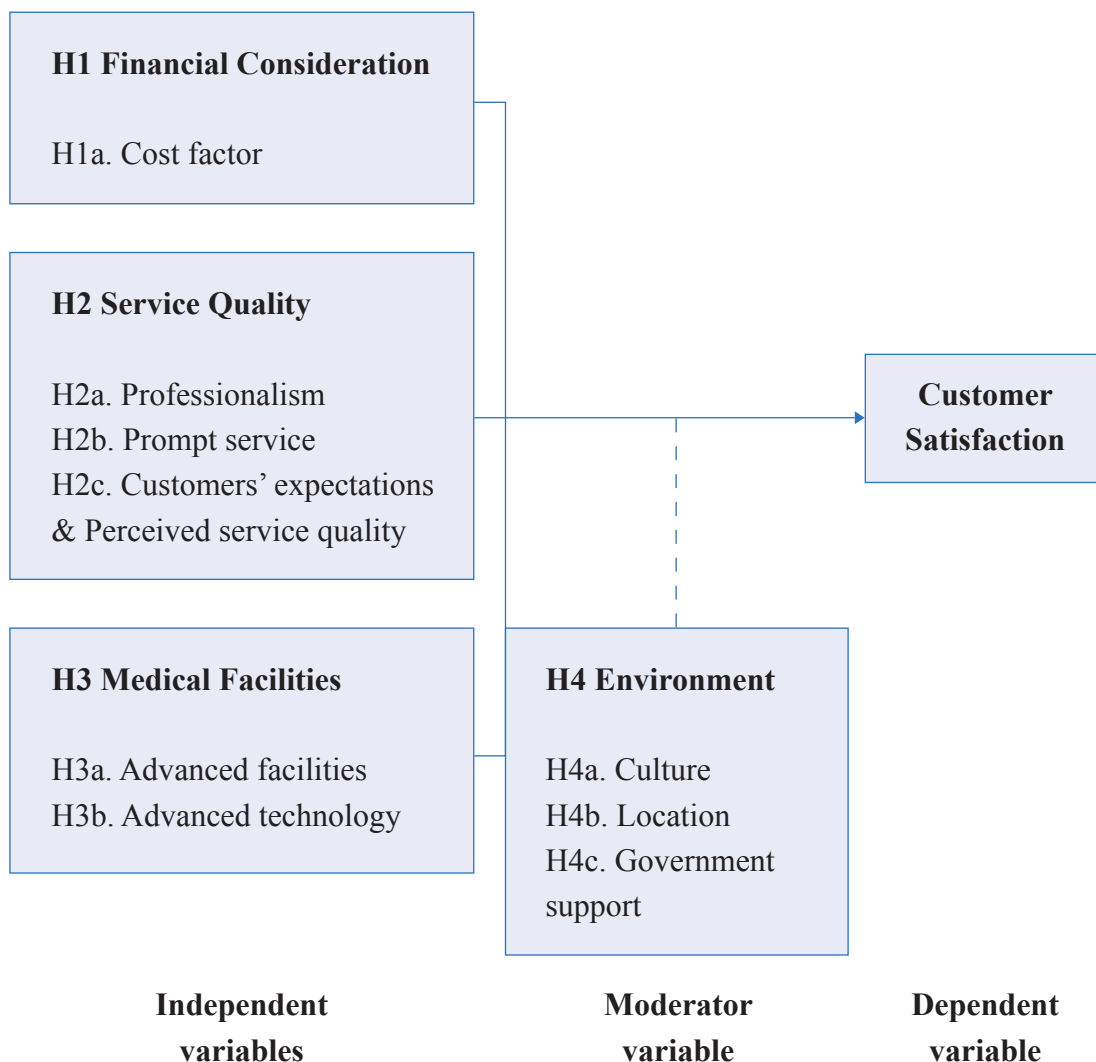 H1 Financial Consideration
H1a. Cost factor
H2 Service Quality
H2a. Professionalism
H2b. Prompt service
H2c. Customers’ expectations
& Perceived service quality
H3 Medical Facilities
H3a. Advanced facilities
H3b. Advanced technology
H4 Environment
H4a. Culture
H4b. Location
H4c. Government
support
Customer
Satisfaction
Independent
variables
Moderator
variable
Dependent
variable